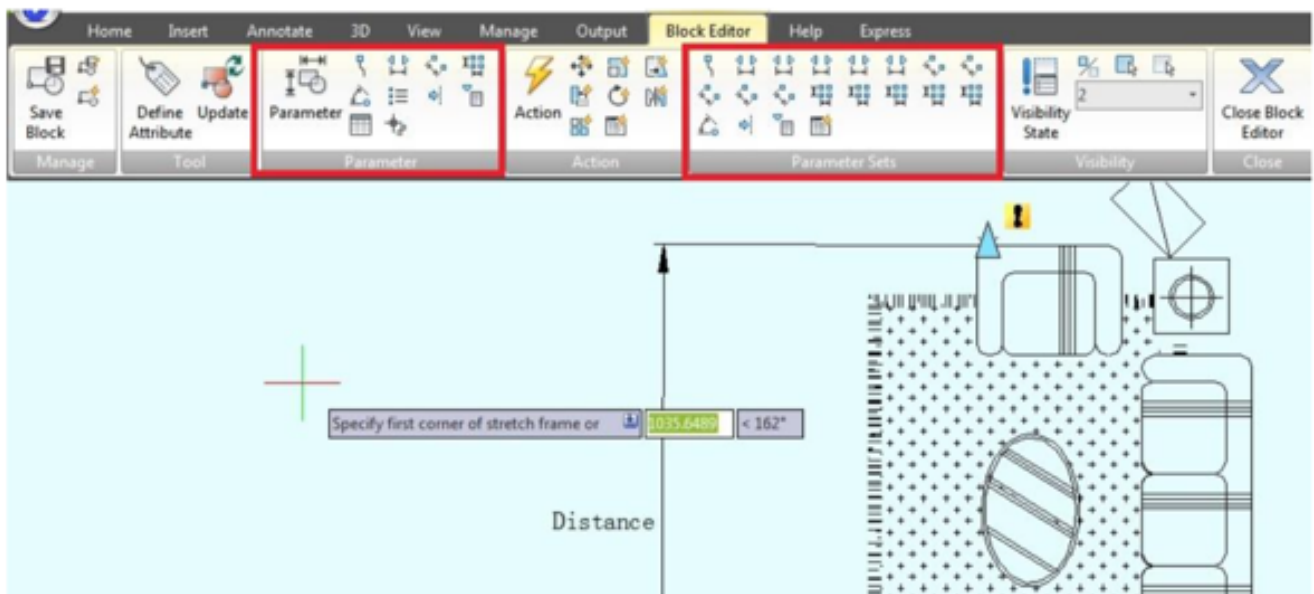 Home Insert Annotate 3D View Manage Output Block Editor Help Express
Save
Block
Define
Attribute
Update
Parameter
Action
2
Visibility
State
Close Block
Editor
Manage Tool Parameter Action Parameter Sets Visibility Close
Specify first corner of stretch frame or 1035.6489 < 162°
Distance